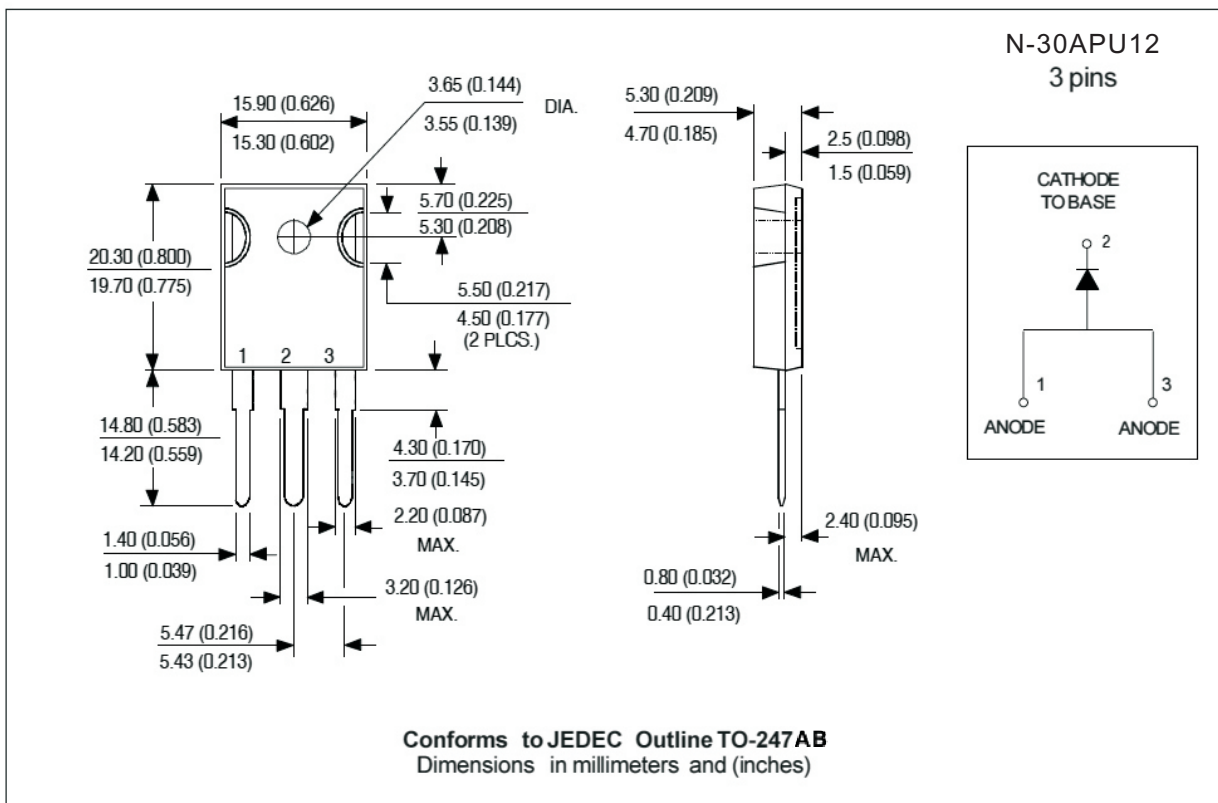 N-30APU12
3 pins
3.65 (0.144)
3.55 (0.139)
DIA.
15.90 (0.626)
15.30 (0.602)
5.70 (0.225)
5.30 (0.208)
20.30 (0.800)
19.70 (0.775)
5.50 (0.217)
4.50 (0.177)
(2 PLCS.)
1 2 3
14.80 (0.583)
14.20 (0.559)
4.30 (0.170)
3.70 (0.145)
2.20 (0.087)
MAX.
1.40 (0.056)
1.00 (0.039)
3.20 (0.126)
MAX.
5.47 (0.216)
5.43 (0.213)
5.30 (0.209)
4.70 (0.185)
2.5 (0.098)
1.5 (0.059)
2.40 (0.095)
MAX.
0.80 (0.032)
0.40 (0.213)
CATHODE
TO BASE
2
1
3
ANODE
ANODE
Conforms to JEDEC Outline TO-247AB
Dimensions in millimeters and (inches)